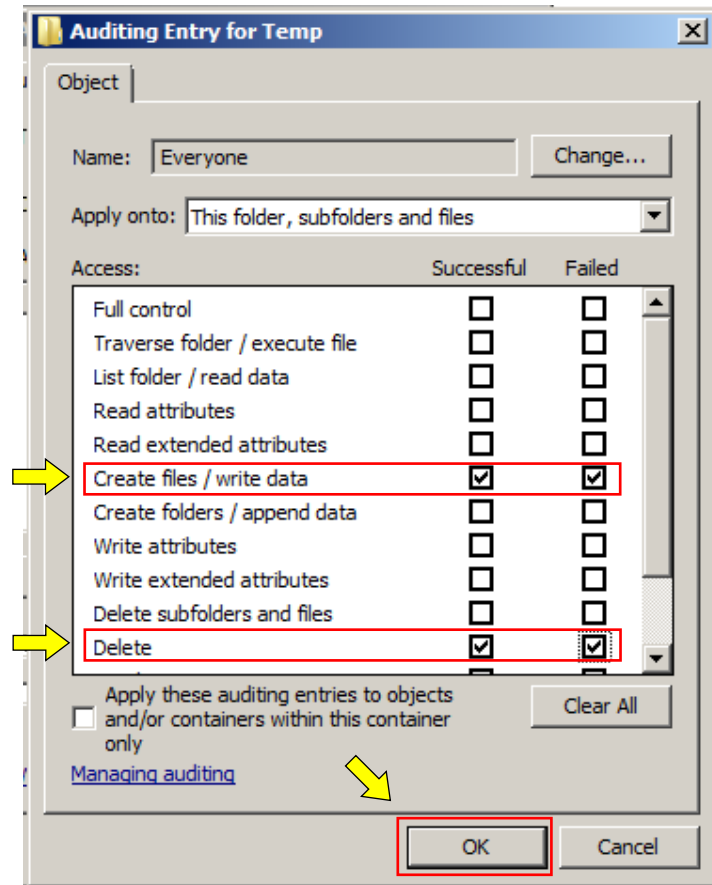 Auditing Entry for Temp
Object
Name: Everyone Change...
Apply onto: This folder, subfolders and files
Access: Successful Failed
Full control
Traverse folder / execute file
List folder / read data
Read attributes
Read extended attributes
Create files / write data
Create folders / append data
Write attributes
Write extended attributes
Delete subfolders and files
Delete
Apply these auditing entries to objects
and/or containers within this container
only
Clear All
Managing auditing
OK Cancel